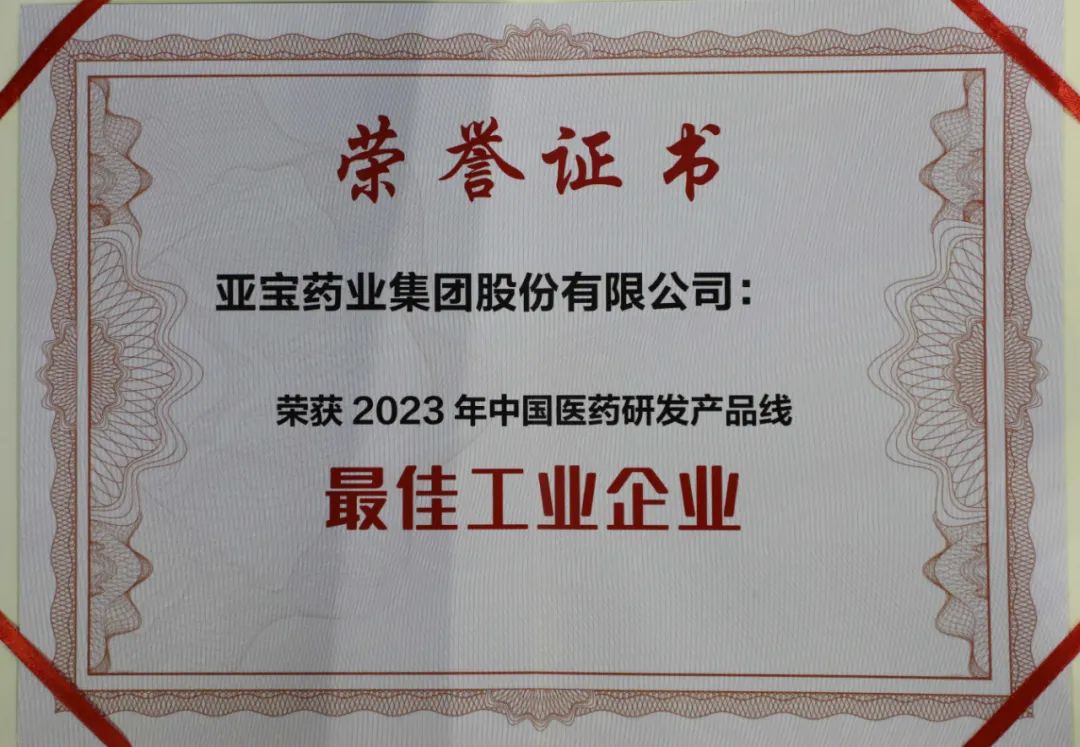 荣誉证书
亚宝药业集团股份有限公司：
荣获 2023 年中国医药研发产品线
最佳工业企业